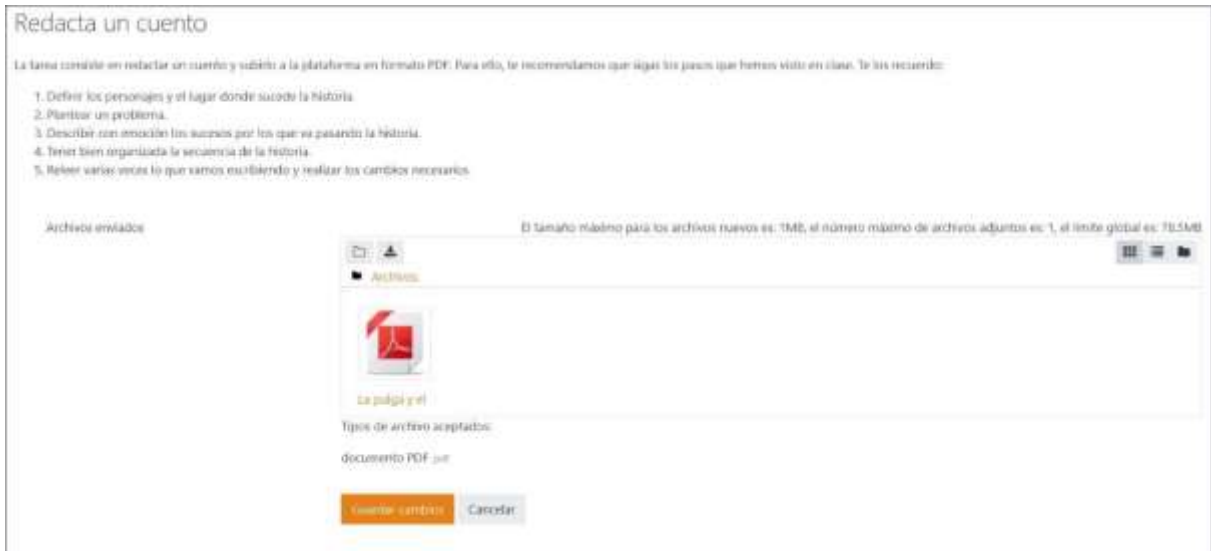 Redacta un cuento
La tarea consiste en redactar un cuento y subirlo a la plataforma en formato PDF. Para ello, te recomendamos que sigas los pasos que hemos visto en clase. Te los recuerdo:
1. Definir los personajes y el lugar donde sucede la historia.
2. Plantear un problema.
3. Describir con emoción los sucesos por los que va pasando la historia.
4. Tener bien organizada la secuencia de la historia.
5. Releer varias veces lo que vamos escribiendo y realizar los cambios necesarios.
Archivos enviados
El tamaño máximo para los archivos nuevos es: 1MB, el número máximo de archivos adjuntos es: 1, el límite global es: 78.5MB
Archivos
La pulga y el
Tipos de archivo aceptados:
documento PDF .pdf
Guardar cambios Cancelar